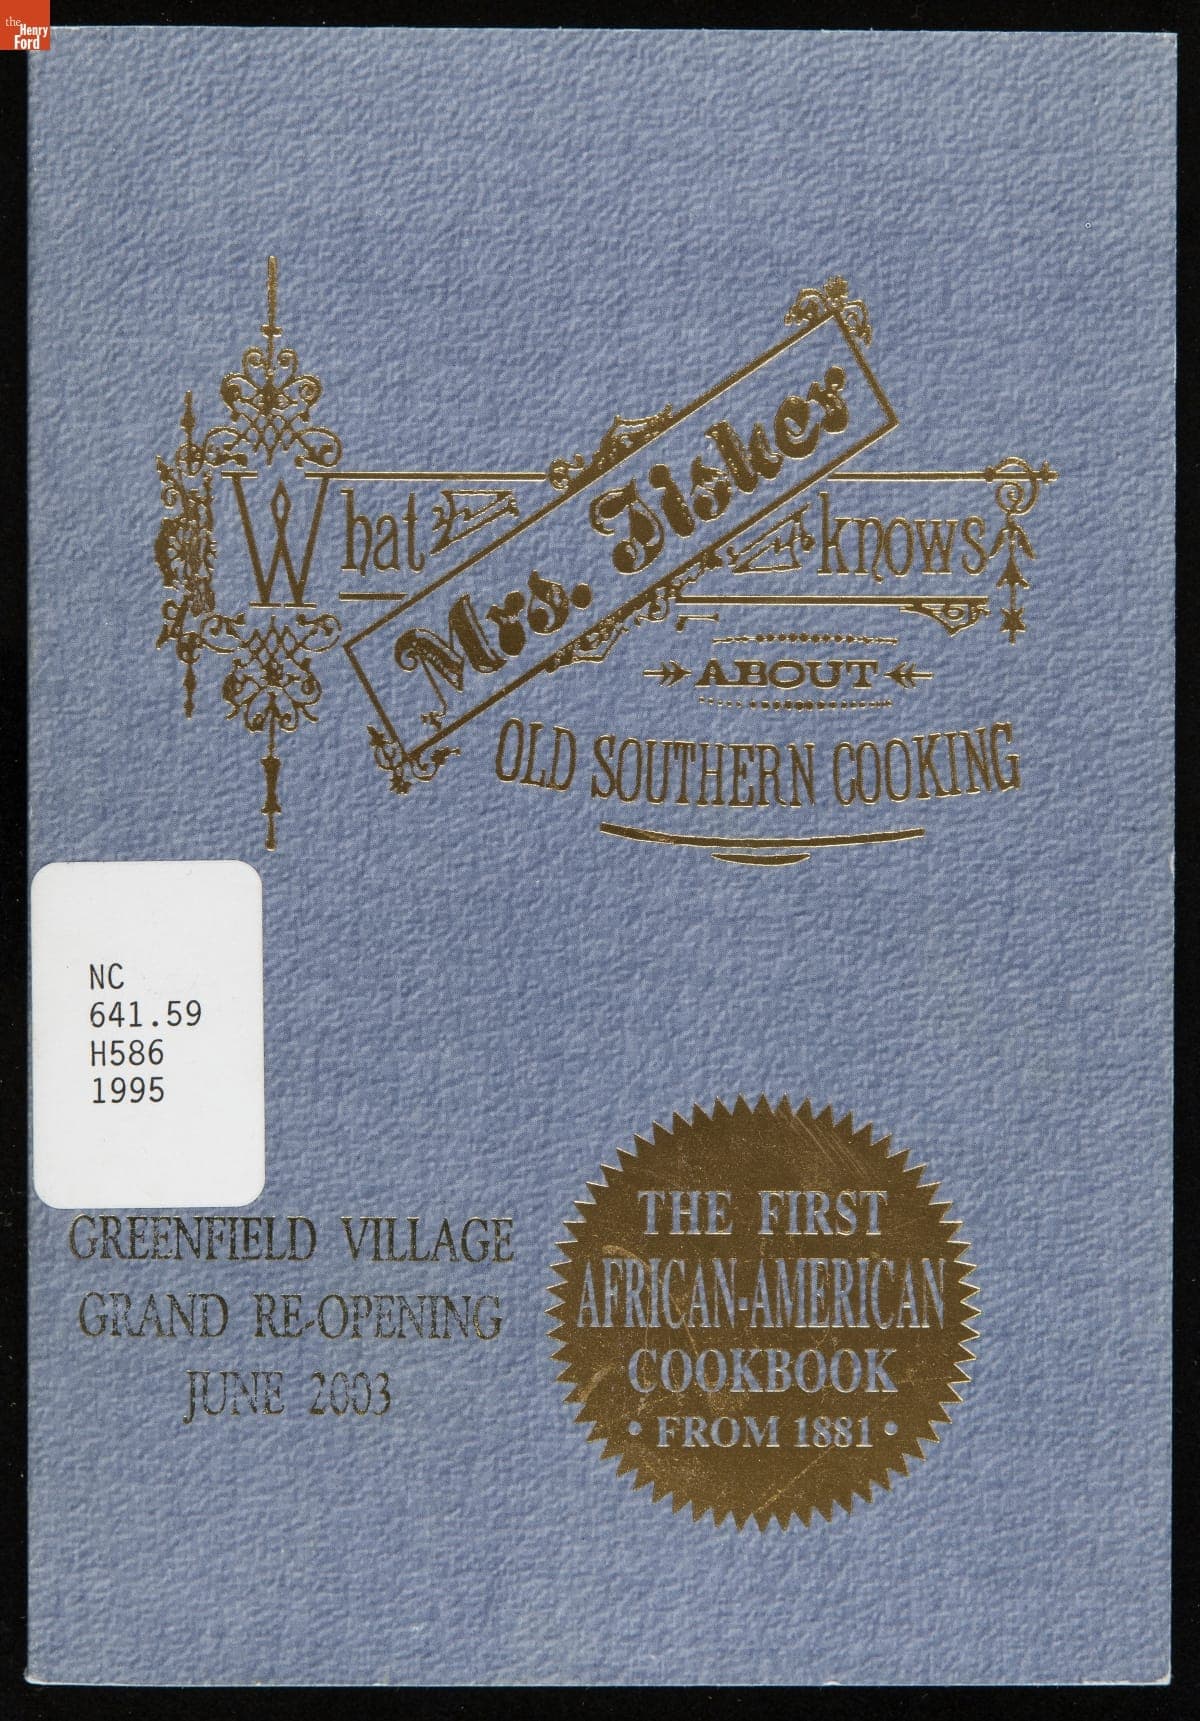 the
Henry
Ford
What Mrs. Fisher knows
ABOUT
OLD SOUTHERN COOKING
NC
641.59
H586
1995
GREENFIELD VILLAGE
GRAND RE-OPENING
JUNE 2003
THE FIRST
AFRICAN-AMERICAN
COOKBOOK
• FROM 1881 •